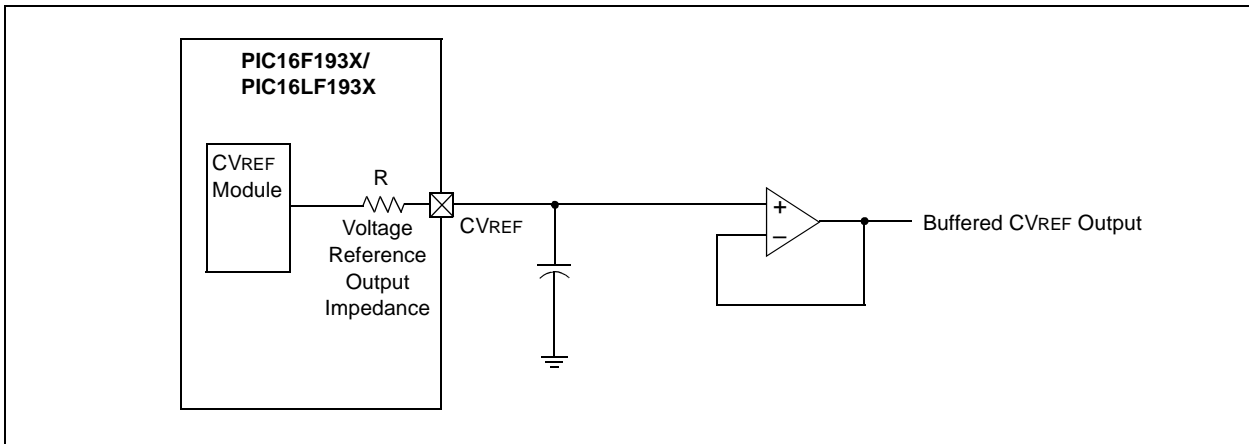 PIC16F193X/
PIC16LF193X
CVREF
Module
R
Voltage
Reference
Output
Impedance
CVREF
+
–
Buffered CVREF Output